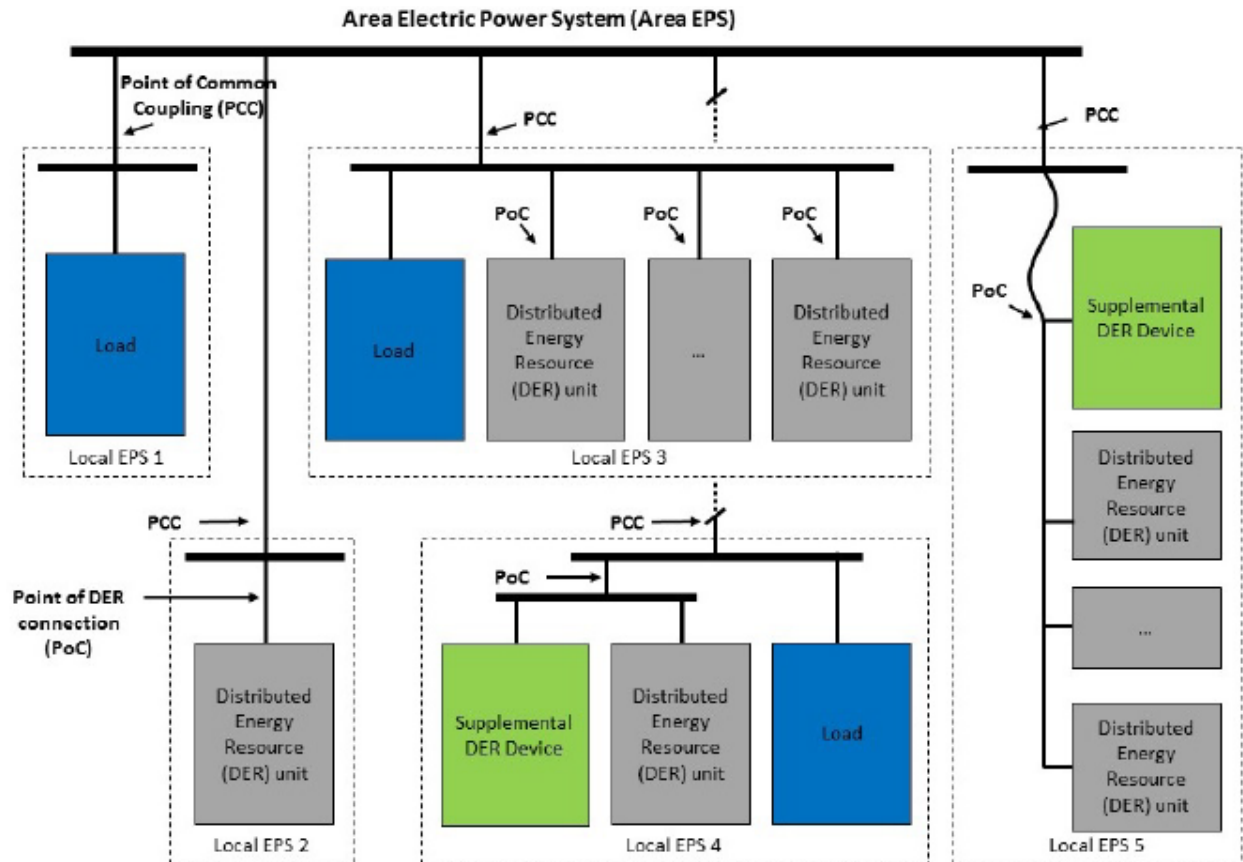 Area Electric Power System (Area EPS)
Point of Common
Coupling (PCC)
PCC
PCC
Load
Local EPS 1
PoC
PoC
PoC
Load
Distributed
Energy
Resource
(DER) unit
...
Distributed
Energy
Resource
(DER) unit
Local EPS 3
PoC
Supplemental
DER Device
Distributed
Energy
Resource
(DER) unit
...
Distributed
Energy
Resource
(DER) unit
Local EPS 5
PCC
Point of DER
connection
(PoC)
Distributed
Energy
Resource
(DER) unit
Local EPS 2
PCC
PoC
Supplemental
DER Device
Distributed
Energy
Resource
(DER) unit
Load
Local EPS 4